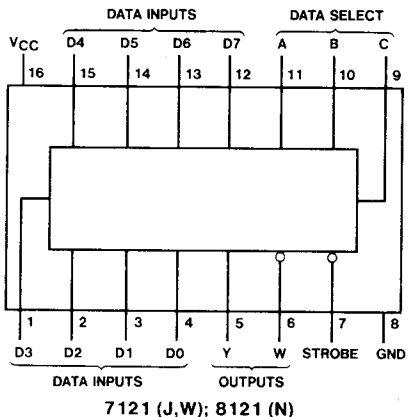 DATA INPUTS DATA SELECT
VCC D4 D5 D6 D7 A B C
16 15 14 13 12 11 10 9
1 2 3 4 5 6 7 8
D3 D2 D1 D0 Y W STROBE GND
DATA INPUTS OUTPUTS
7121 (J,W); 8121 (N)